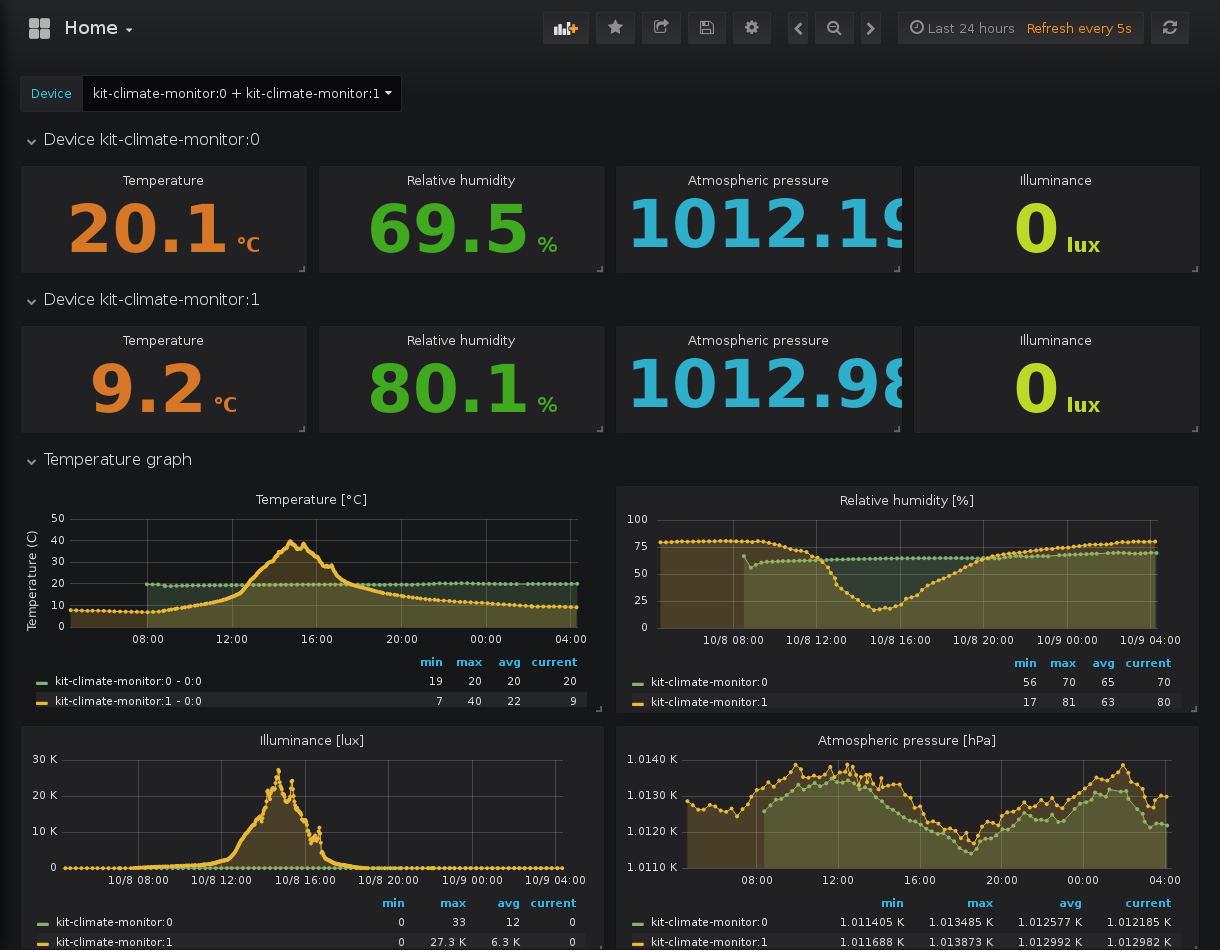 Home
Last 24 hours Refresh every 5s
Device kit-climate-monitor:0 + kit-climate-monitor:1
Device kit-climate-monitor:0
Temperature Relative humidity Atmospheric pressure Illuminance
20.1 °C 69.5 % 1012.19 0 lux
Device kit-climate-monitor:1
Temperature Relative humidity Atmospheric pressure Illuminance
9.2 °C 80.1 % 1012.98 0 lux
Temperature graph
Temperature [°C]
Temperature (C)
50
40
30
20
10
0
08:00 12:00 16:00 20:00 00:00 04:00
min max avg current
kit-climate-monitor:0 - 0:0 19 20 20 20
kit-climate-monitor:1 - 0:0 7 40 22 9
Relative humidity [%]
100
75
50
25
0
10/8 08:00 10/8 12:00 10/8 16:00 10/8 20:00 10/9 00:00 10/9 04:00
min max avg current
kit-climate-monitor:0 56 70 65 70
kit-climate-monitor:1 17 81 63 80
Illuminance [lux]
30 K
20 K
10 K
0
10/8 08:00 10/8 12:00 10/8 16:00 10/8 20:00 10/9 00:00 10/9 04:00
min max avg current
kit-climate-monitor:0 0 33 12 0
kit-climate-monitor:1 0 27.3 K 6.3 K 0
Atmospheric pressure [hPa]
1.0140 K
1.0130 K
1.0120 K
1.0110 K
08:00 12:00 16:00 20:00 00:00 04:00
min max avg current
kit-climate-monitor:0 1.011405 K 1.013485 K 1.012577 K 1.012185 K
kit-climate-monitor:1 1.011688 K 1.013873 K 1.012992 K 1.012982 K